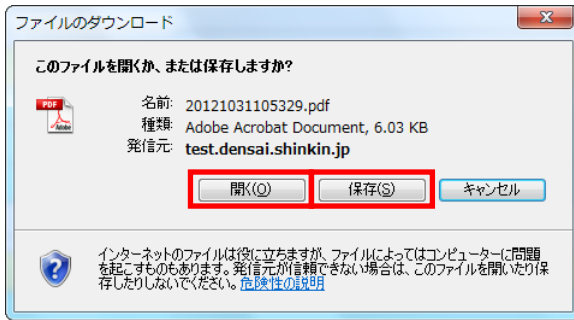 ファイルのダウンロード
このファイルを開くか、または保存しますか?
PDF
Adobe
名前: 20121031105329.pdf
種類: Adobe Acrobat Document, 6.03 KB
発信元: test.densai.shinkin.jp
開く(O) 保存(S) キャンセル
インターネットのファイルは役に立ちますが、ファイルによってはコンピューターに問題
を起こすものもあります。発信元が信頼できない場合は、このファイルを開いたり保
存したりしないでください。危険性の説明